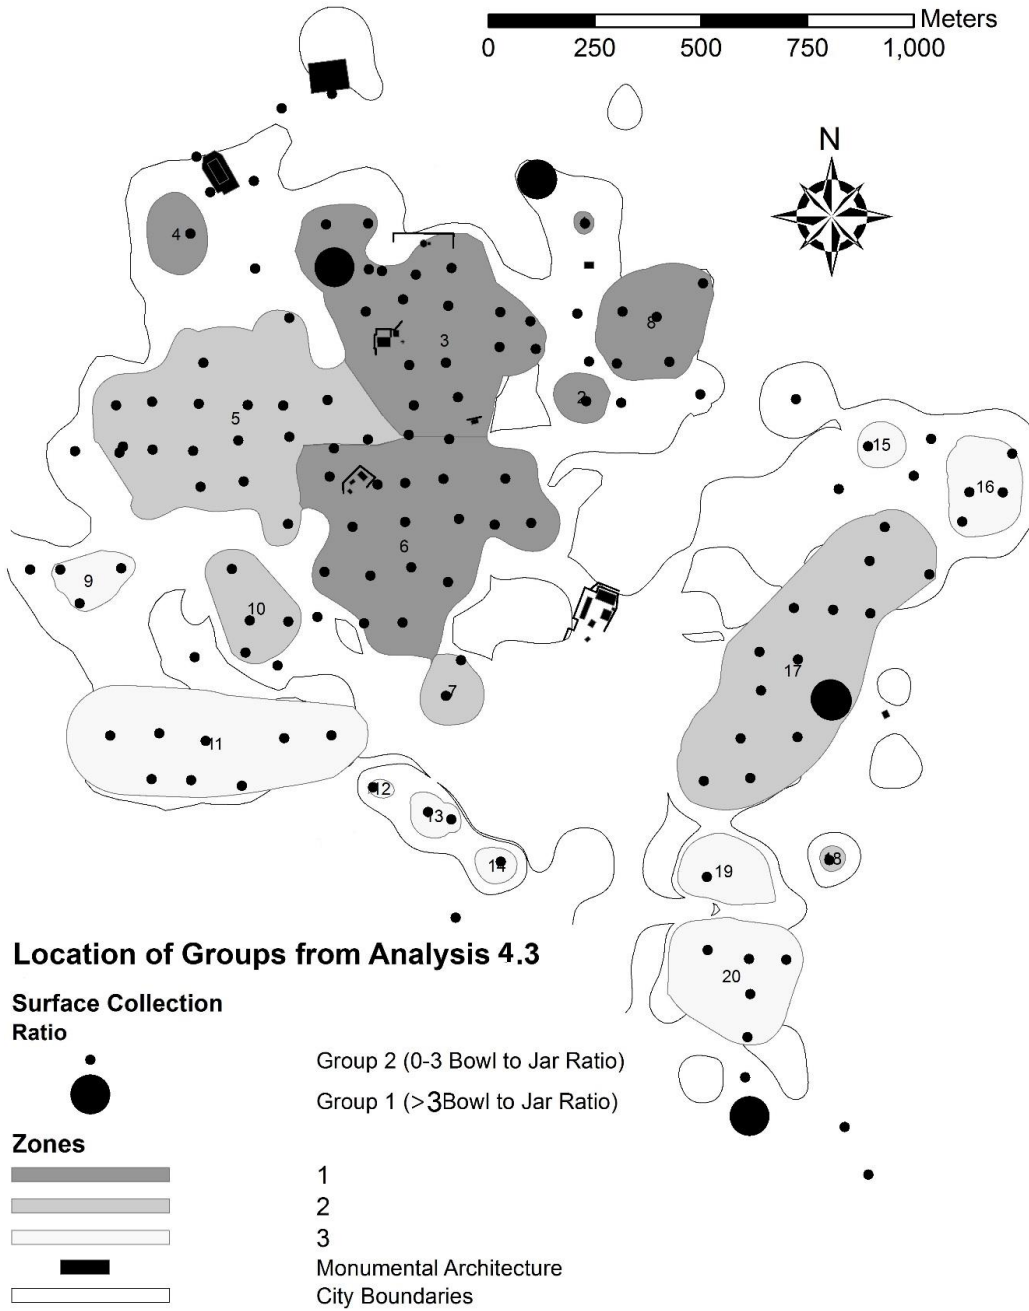 Meters
0 250 500 750 1,000
N
4
8
3
2
5
15
16
6
9
10
17
7
11
12
13
14
19
18
20
Location of Groups from Analysis 4.3
Surface Collection
Ratio
Group 2 (0-3 Bowl to Jar Ratio)
Group 1 (>3Bowl to Jar Ratio)
Zones
1
2
3
Monumental Architecture
City Boundaries